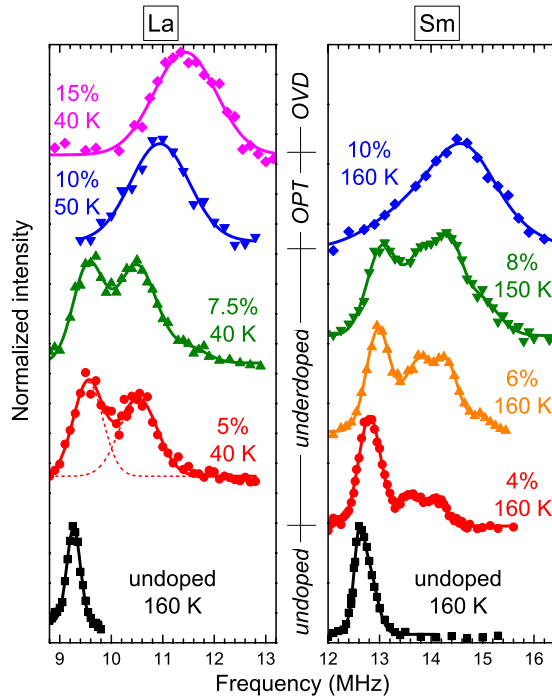 La
Sm
15%
40 K
10%
50 K
7.5%
40 K
5%
40 K
undoped
160 K
OVD
OPT
underdoped
undoped
10%
160 K
8%
150 K
6%
160 K
4%
160 K
undoped
160 K
Normalized intensity
9 10 11 12 13
12 13 14 15 16
Frequency (MHz)